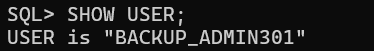 SQL> SHOW USER;
USER is "BACKUP_ADMIN301"